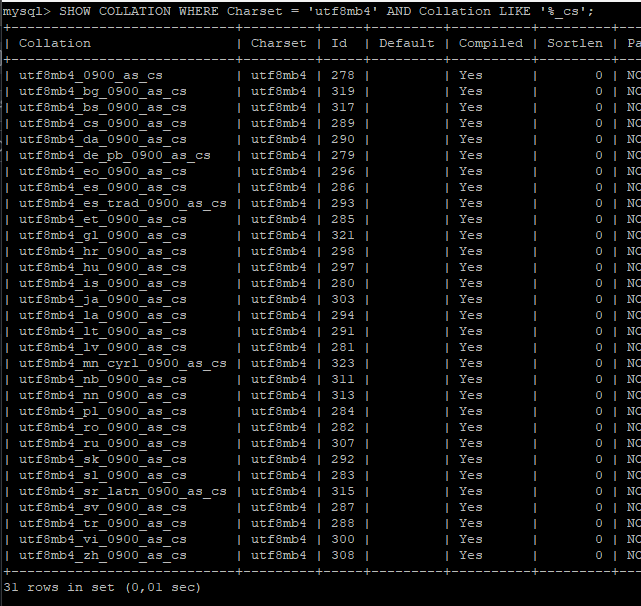 mysql> SHOW COLLATION WHERE Charset = 'utf8mb4' AND Collation LIKE '%_cs';
+----------------------------+---------+-----+---------+----------+---------+---
| Collation                  | Charset | Id  | Default | Compiled | Sortlen | Pa
+----------------------------+---------+-----+---------+----------+---------+---
| utf8mb4_0900_as_cs         | utf8mb4 | 278 |         | Yes      |       0 | NO
| utf8mb4_bg_0900_as_cs      | utf8mb4 | 319 |         | Yes      |       0 | NO
| utf8mb4_bs_0900_as_cs      | utf8mb4 | 317 |         | Yes      |       0 | NO
| utf8mb4_cs_0900_as_cs      | utf8mb4 | 289 |         | Yes      |       0 | NO
| utf8mb4_da_0900_as_cs      | utf8mb4 | 290 |         | Yes      |       0 | NO
| utf8mb4_de_pb_0900_as_cs   | utf8mb4 | 279 |         | Yes      |       0 | NO
| utf8mb4_eo_0900_as_cs      | utf8mb4 | 296 |         | Yes      |       0 | NO
| utf8mb4_es_0900_as_cs      | utf8mb4 | 286 |         | Yes      |       0 | NO
| utf8mb4_es_trad_0900_as_cs | utf8mb4 | 293 |         | Yes      |       0 | NO
| utf8mb4_et_0900_as_cs      | utf8mb4 | 285 |         | Yes      |       0 | NO
| utf8mb4_gl_0900_as_cs      | utf8mb4 | 321 |         | Yes      |       0 | NO
| utf8mb4_hr_0900_as_cs      | utf8mb4 | 298 |         | Yes      |       0 | NO
| utf8mb4_hu_0900_as_cs      | utf8mb4 | 297 |         | Yes      |       0 | NO
| utf8mb4_is_0900_as_cs      | utf8mb4 | 280 |         | Yes      |       0 | NO
| utf8mb4_ja_0900_as_cs      | utf8mb4 | 303 |         | Yes      |       0 | NO
| utf8mb4_la_0900_as_cs      | utf8mb4 | 294 |         | Yes      |       0 | NO
| utf8mb4_lt_0900_as_cs      | utf8mb4 | 291 |         | Yes      |       0 | NO
| utf8mb4_lv_0900_as_cs      | utf8mb4 | 281 |         | Yes      |       0 | NO
| utf8mb4_mn_cyrl_0900_as_cs | utf8mb4 | 323 |         | Yes      |       0 | NO
| utf8mb4_nb_0900_as_cs      | utf8mb4 | 311 |         | Yes      |       0 | NO
| utf8mb4_nn_0900_as_cs      | utf8mb4 | 313 |         | Yes      |       0 | NO
| utf8mb4_pl_0900_as_cs      | utf8mb4 | 284 |         | Yes      |       0 | NO
| utf8mb4_ro_0900_as_cs      | utf8mb4 | 282 |         | Yes      |       0 | NO
| utf8mb4_ru_0900_as_cs      | utf8mb4 | 307 |         | Yes      |       0 | NO
| utf8mb4_sk_0900_as_cs      | utf8mb4 | 292 |         | Yes      |       0 | NO
| utf8mb4_sl_0900_as_cs      | utf8mb4 | 283 |         | Yes      |       0 | NO
| utf8mb4_sr_latn_0900_as_cs | utf8mb4 | 315 |         | Yes      |       0 | NO
| utf8mb4_sv_0900_as_cs      | utf8mb4 | 287 |         | Yes      |       0 | NO
| utf8mb4_tr_0900_as_cs      | utf8mb4 | 288 |         | Yes      |       0 | NO
| utf8mb4_vi_0900_as_cs      | utf8mb4 | 300 |         | Yes      |       0 | NO
| utf8mb4_zh_0900_as_cs      | utf8mb4 | 308 |         | Yes      |       0 | NO
+----------------------------+---------+-----+---------+----------+---------+---
31 rows in set (0,01 sec)